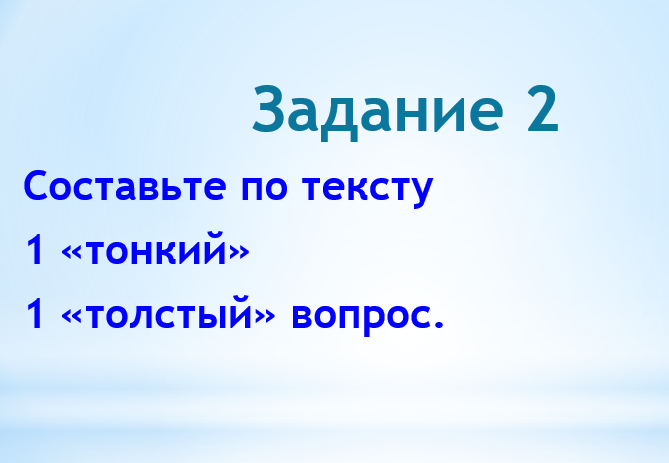 Задание 2
Составьте по тексту
1 «тонкий»
1 «толстый» вопрос.